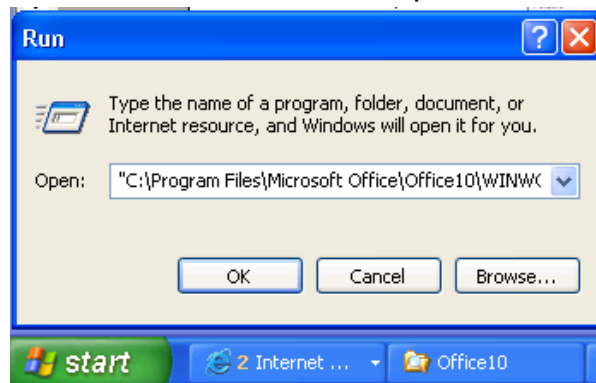 Run
Type the name of a program, folder, document, or
Internet resource, and Windows will open it for you.
Open: "C:\Program Files\Microsoft Office\Office10\WINW
OK Cancel Browse...
start 2 Internet ... Office10